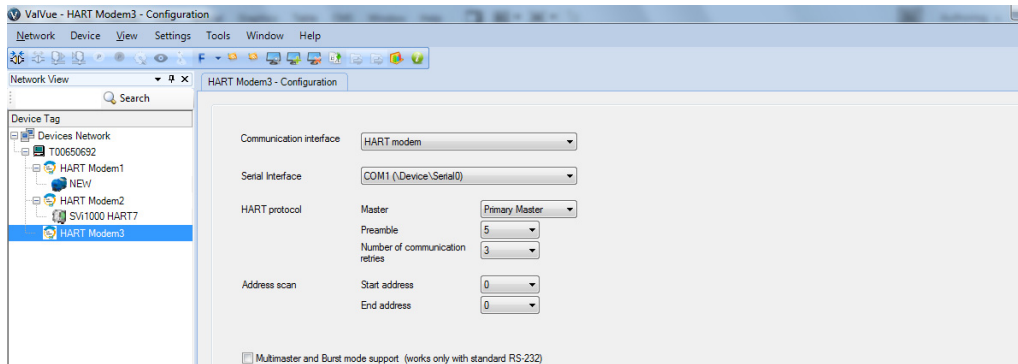 ValVue - HART Modem3 - Configuration
Network Device View Settings Tools Window Help
F
Network View
HART Modem3 - Configuration
Search
Device Tag
Devices Network
T00650692
HART Modem1
NEW
HART Modem2
SVi1000 HART7
HART Modem3
Communication interface HART modem
Serial Interface COM1 (\Device\Serial0)
HART protocol Master Primary Master
Preamble 5
Number of communication retries 3
Address scan Start address 0
End address 0
Multimaster and Burst mode support (works only with standard RS-232)